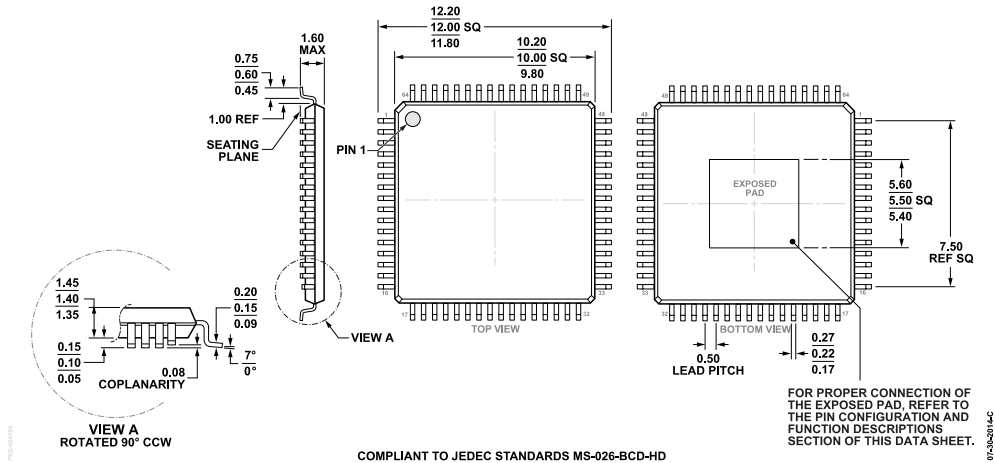 12.20
12.00 SQ
11.80
1.60
MAX
10.20
10.00 SQ
9.80
0.75
0.60
0.45
1.00 REF
SEATING
PLANE
PIN 1
64
49
1
48
16
33
17
32
TOP VIEW
49
64
48
1
33
16
32
17
EXPOSED
PAD
BOTTOM VIEW
5.60
5.50 SQ
5.40
7.50
REF SQ
0.50
LEAD PITCH
0.27
0.22
0.17
VIEW A
1.45
1.40
1.35
0.15
0.10
0.05
COPLANARITY
0.08
0.20
0.15
0.09
7°
0°
VIEW A
ROTATED 90° CCW
FOR PROPER CONNECTION OF
THE EXPOSED PAD, REFER TO
THE PIN CONFIGURATION AND
FUNCTION DESCRIPTIONS
SECTION OF THIS DATA SHEET.
COMPLIANT TO JEDEC STANDARDS MS-026-BCD-HD
07-30-2014-C